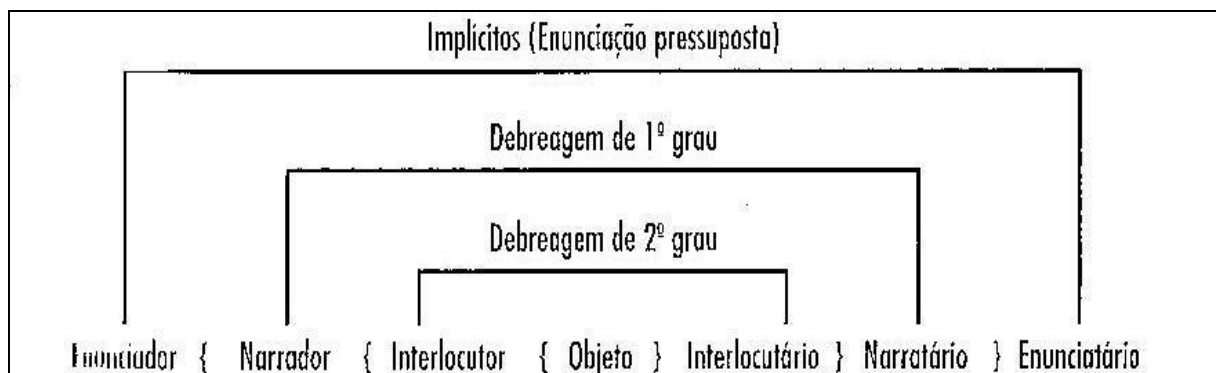 Implícitos (Enunciação pressuposta)
Debreagem de 1º grau
Debreagem de 2º grau
Enunciador { Narrador { Interlocutor { Objeto } Interlocutário } Narratário } Enunciatário